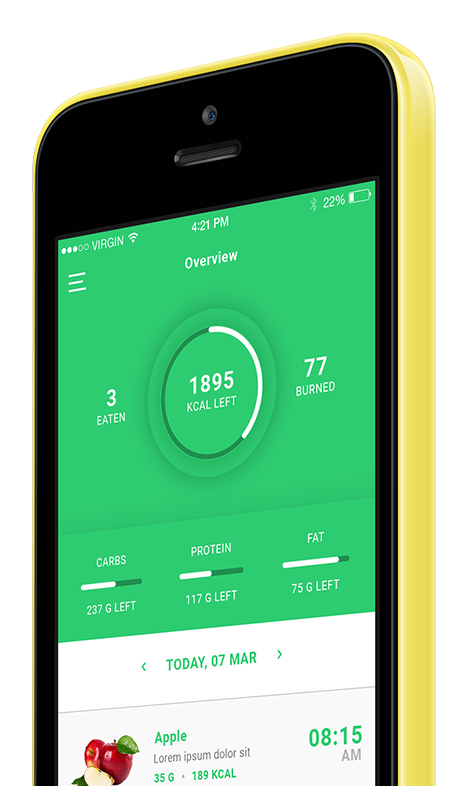 VIRGIN 4:21 PM 22%
Overview
3
EATEN
1895
KCAL LEFT
77
BURNED
CARBS PROTEIN FAT
237 G LEFT 117 G LEFT 75 G LEFT
‹ TODAY, 07 MAR ›
Apple
Lorem ipsum dolor sit
35 G • 189 KCAL
08:15
AM